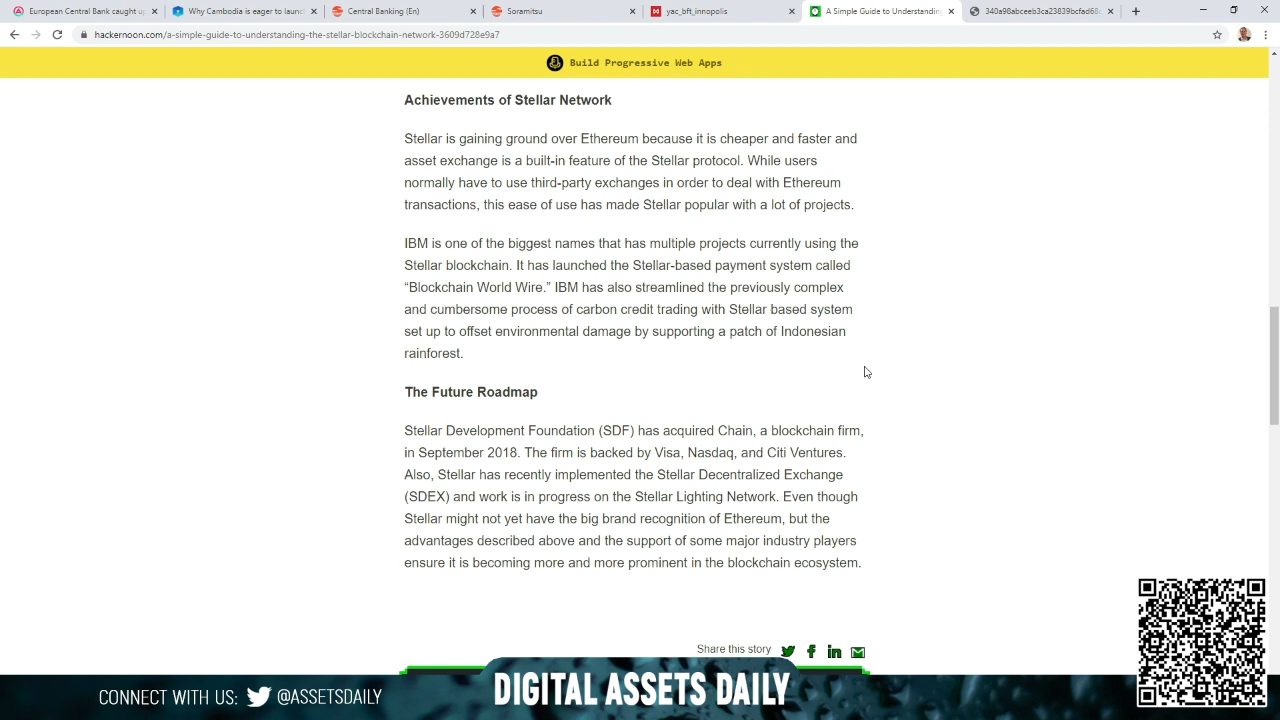 European Central Bank caught up
Why Cambodia is eager to launch
Central Banking (En)
Soramitsu
yac_bft_innopolis
A Simple Guide to Understanding
340a98abceeb3ca23839bcfad68
hackernoon.com/a-simple-guide-to-understanding-the-stellar-blockchain-network-3609d728e9a7
Build Progressive Web Apps
Achievements of Stellar Network
Stellar is gaining ground over Ethereum because it is cheaper and faster and
asset exchange is a built-in feature of the Stellar protocol. While users
normally have to use third-party exchanges in order to deal with Ethereum
transactions, this ease of use has made Stellar popular with a lot of projects.
IBM is one of the biggest names that has multiple projects currently using the
Stellar blockchain. It has launched the Stellar-based payment system called
“Blockchain World Wire.” IBM has also streamlined the previously complex
and cumbersome process of carbon credit trading with Stellar based system
set up to offset environmental damage by supporting a patch of Indonesian
rainforest.
The Future Roadmap
Stellar Development Foundation (SDF) has acquired Chain, a blockchain firm,
in September 2018. The firm is backed by Visa, Nasdaq, and Citi Ventures.
Also, Stellar has recently implemented the Stellar Decentralized Exchange
(SDEX) and work is in progress on the Stellar Lighting Network. Even though
Stellar might not yet have the big brand recognition of Ethereum, but the
advantages described above and the support of some major industry players
ensure it is becoming more and more prominent in the blockchain ecosystem.
Share this story
CONNECT WITH US: @ASSETSDAILY
DIGITAL ASSETS DAILY